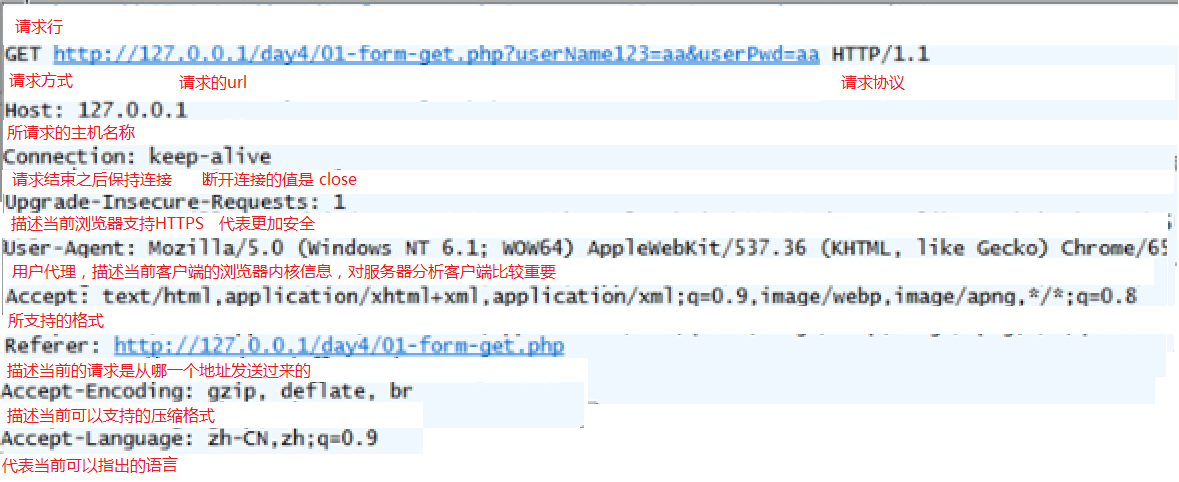 请求行
GET http://127.0.0.1/day4/01-form-get.php?userName123=aa&userPwd=aa HTTP/1.1
请求方式 请求的url 请求协议
Host: 127.0.0.1
所请求的主机名称
Connection: keep-alive
请求结束之后保持连接 断开连接的值是 close
Upgrade-Insecure-Requests: 1
描述当前浏览器支持HTTPS 代表更加安全
User-Agent: Mozilla/5.0 (Windows NT 6.1; WOW64) AppleWebKit/537.36 (KHTML, like Gecko) Chrome/65
用户代理，描述当前客户端的浏览器内核信息，对服务器分析客户端比较重要
Accept: text/html,application/xhtml+xml,application/xml;q=0.9,image/webp,image/apng,*/*;q=0.8
所支持的格式
Referer: http://127.0.0.1/day4/01-form-get.php
描述当前的请求是从哪一个地址发送过来的
Accept-Encoding: gzip, deflate, br
描述当前可以支持的压缩格式
Accept-Language: zh-CN,zh;q=0.9
代表当前可以指出的语言